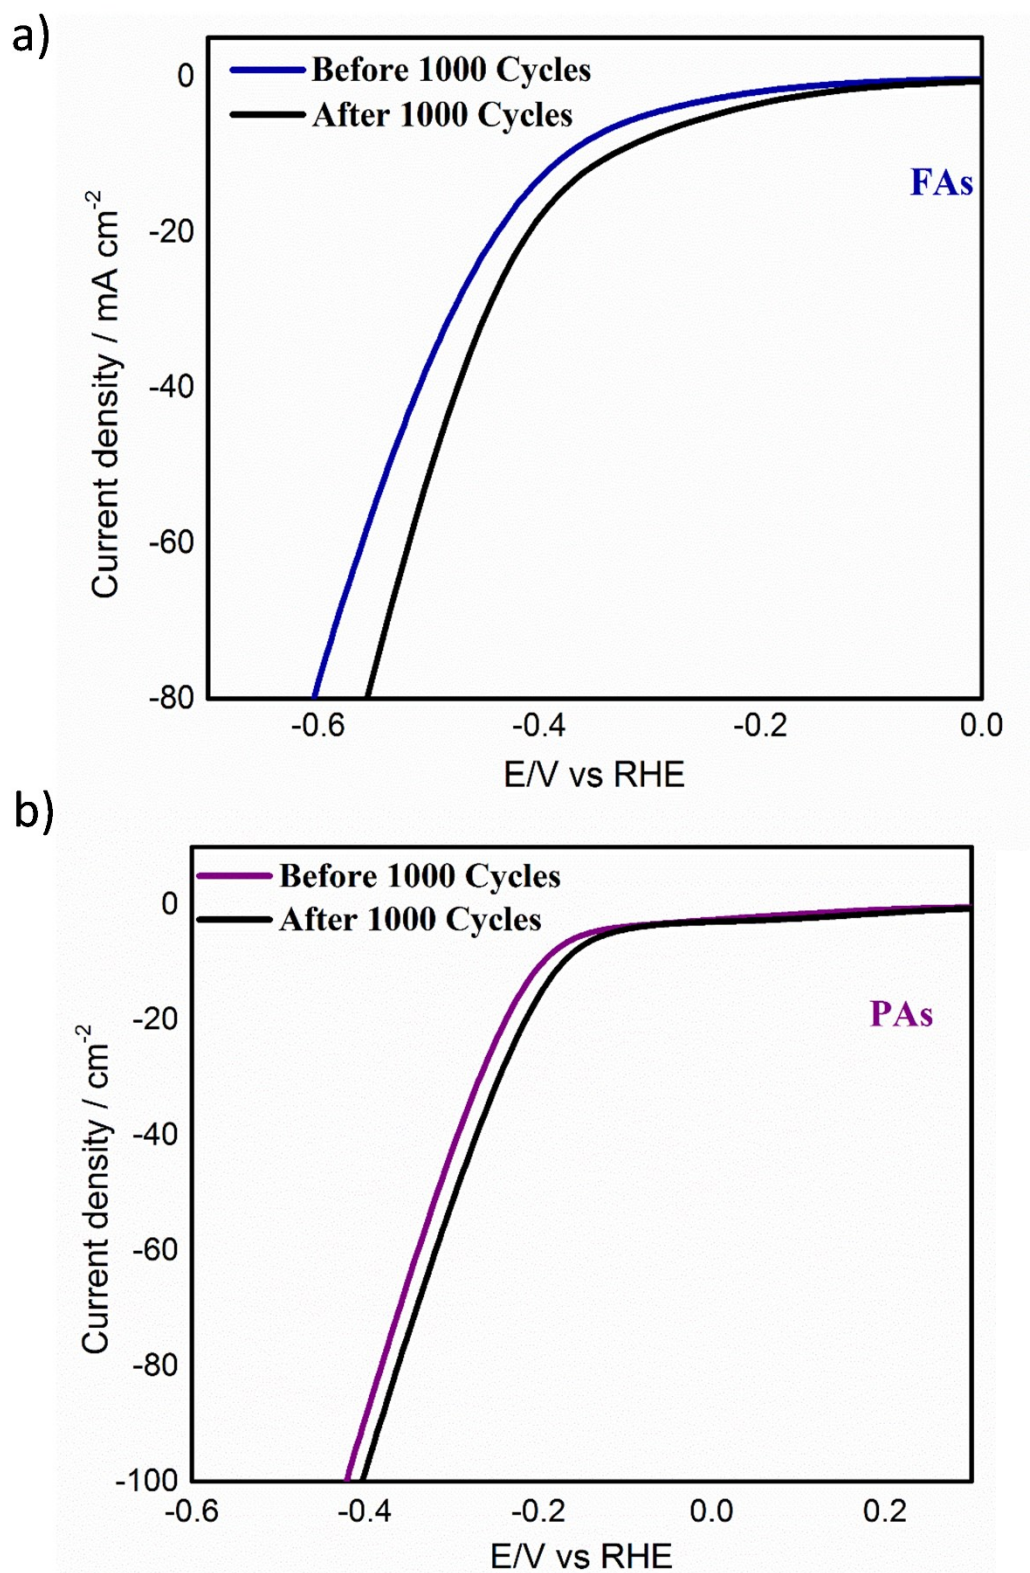 a)
Before 1000 Cycles
After 1000 Cycles
FAs
0
-20
-40
-60
-80
Current density / mA cm-2
-0.6 -0.4 -0.2 0.0
E/V vs RHE
b)
Before 1000 Cycles
After 1000 Cycles
PAs
0
-20
-40
-60
-80
-100
Current density / cm-2
-0.6 -0.4 -0.2 0.0 0.2
E/V vs RHE